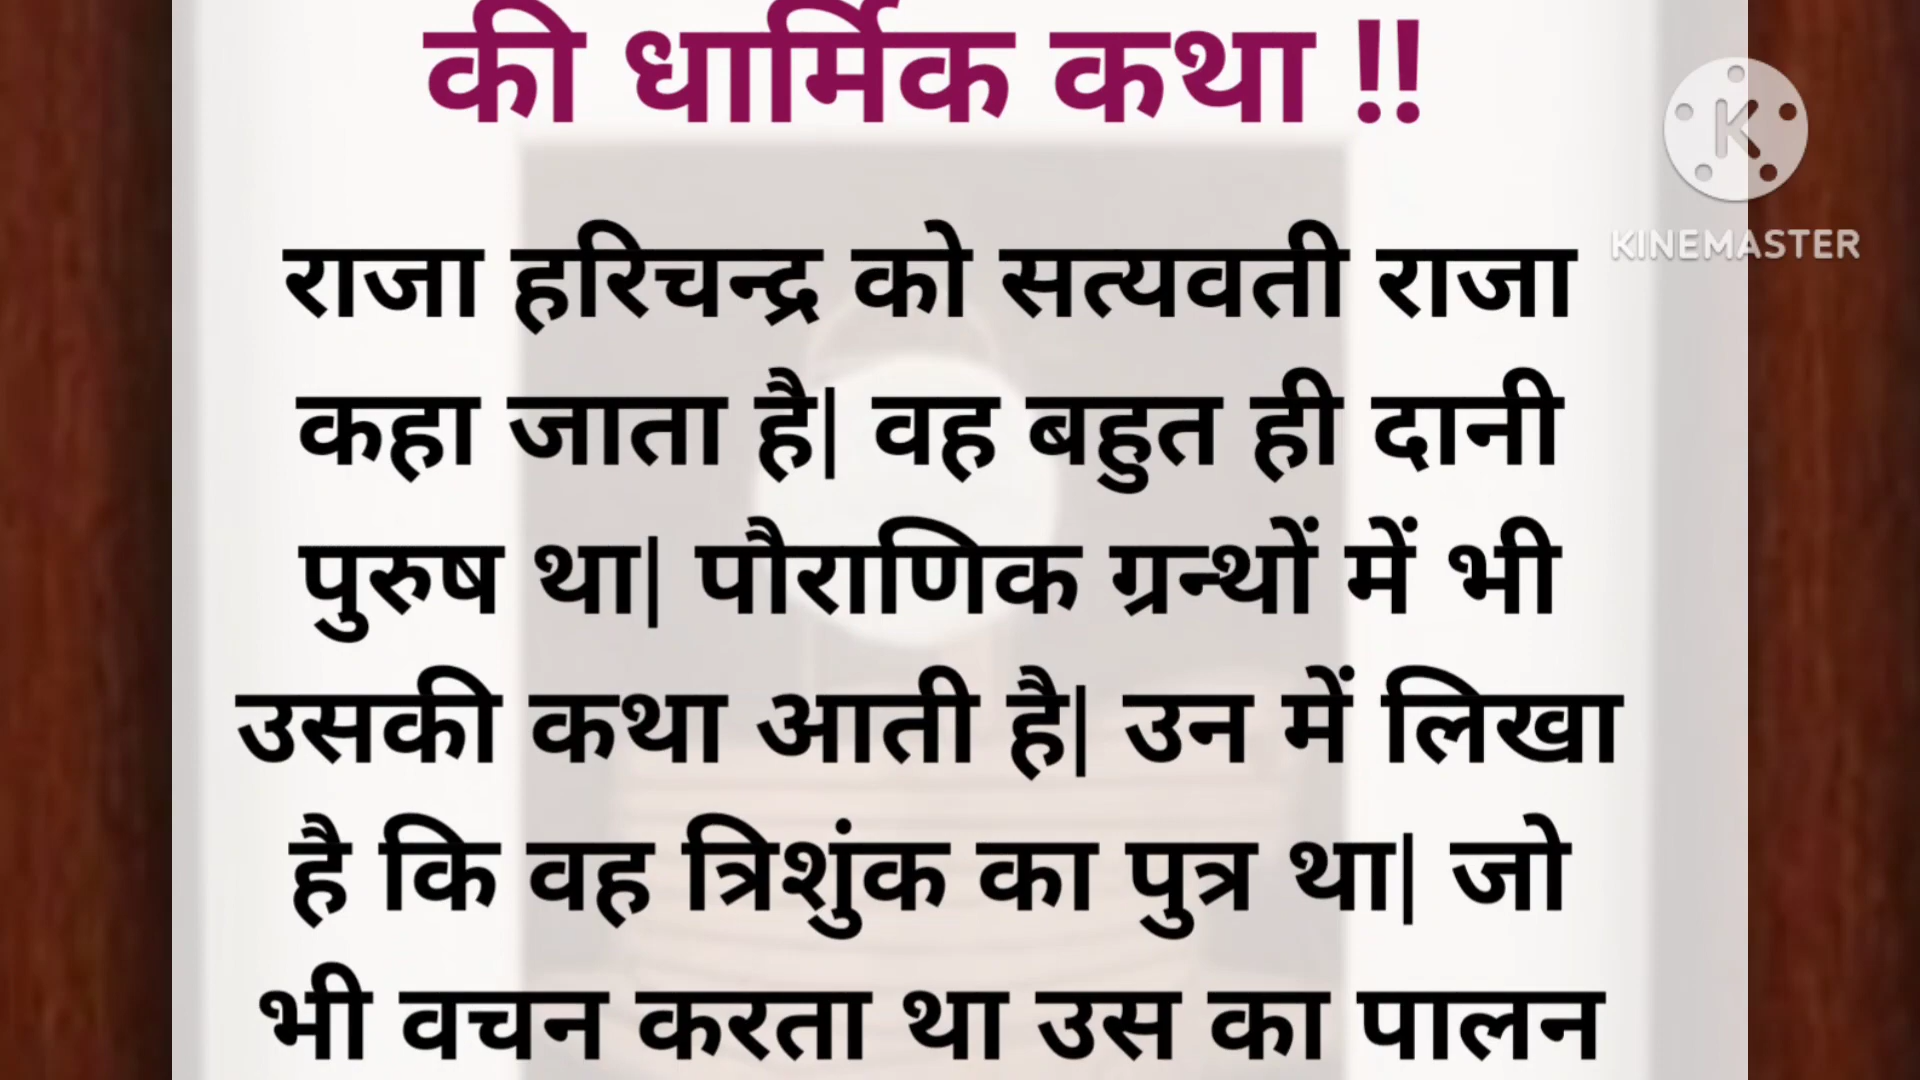 की धार्मिक कथा !!
K
KINEMASTER
राजा हरिचन्द्र को सत्यवती राजा
कहा जाता है| वह बहुत ही दानी
पुरुष था| पौराणिक ग्रन्थों में भी
उसकी कथा आती है| उन में लिखा
है कि वह त्रिशुंक का पुत्र था| जो
भी वचन करता था उस का पालन